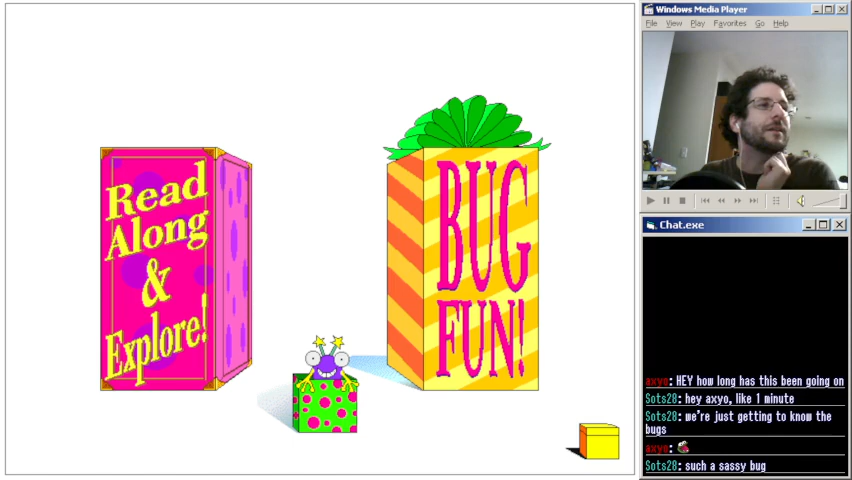 Read
Along
&
Explore!
BUG
FUN!
Windows Media Player
File View Play Favorites Go Help
Chat.exe
axyo: HEY how long has this been going on
Sots28: hey axyo, like 1 minute
Sots28: we're just getting to know the
bugs
axyo:
Sots28: such a sassy bug